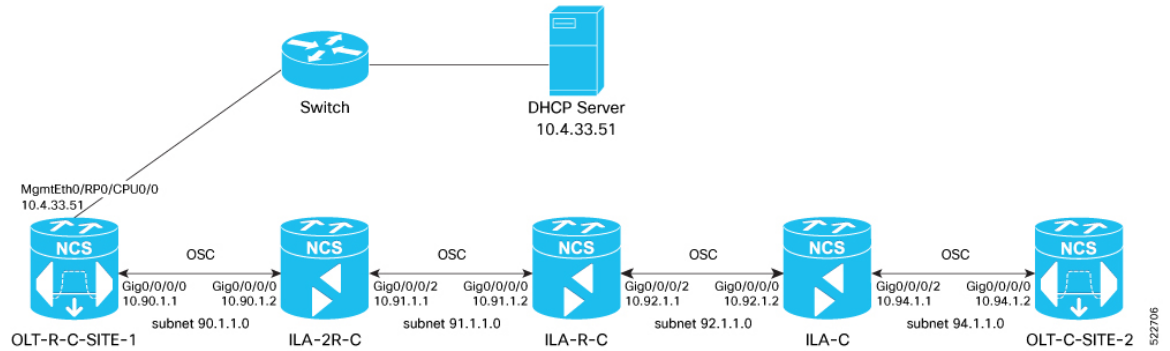 Switch
DHCP Server
10.4.33.51
MgmtEth0/RP0/CPU0/0
10.4.33.51
NCS
NCS
NCS
NCS
NCS
OSC
OSC
OSC
OSC
Gig0/0/0/0
10.90.1.1
Gig0/0/0/0
10.90.1.2
Gig0/0/0/2
10.91.1.1
Gig0/0/0/0
10.91.1.2
Gig0/0/0/2
10.92.1.1
Gig0/0/0/0
10.92.1.2
Gig0/0/0/2
10.94.1.1
Gig0/0/0/0
10.94.1.2
subnet 90.1.1.0
subnet 91.1.1.0
subnet 92.1.1.0
subnet 94.1.1.0
OLT-R-C-SITE-1
ILA-2R-C
ILA-R-C
ILA-C
OLT-C-SITE-2
522706